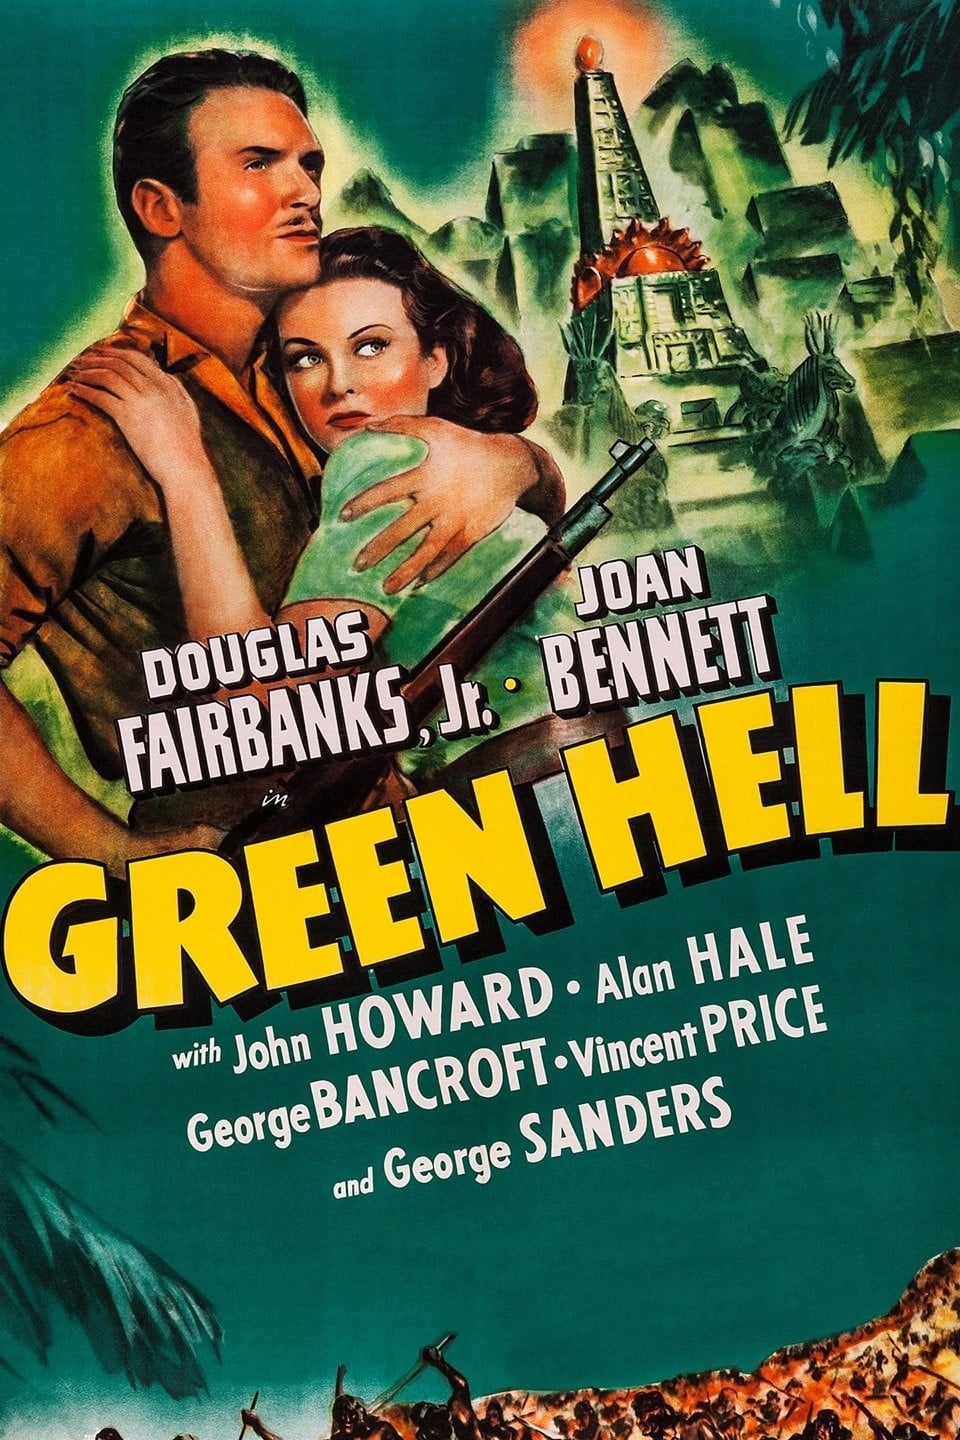 DOUGLAS
FAIRBANKS, Jr. •
JOAN
BENNETT
in
GREEN HELL
with John HOWARD • Alan HALE
George BANCROFT • Vincent PRICE
and George SANDERS